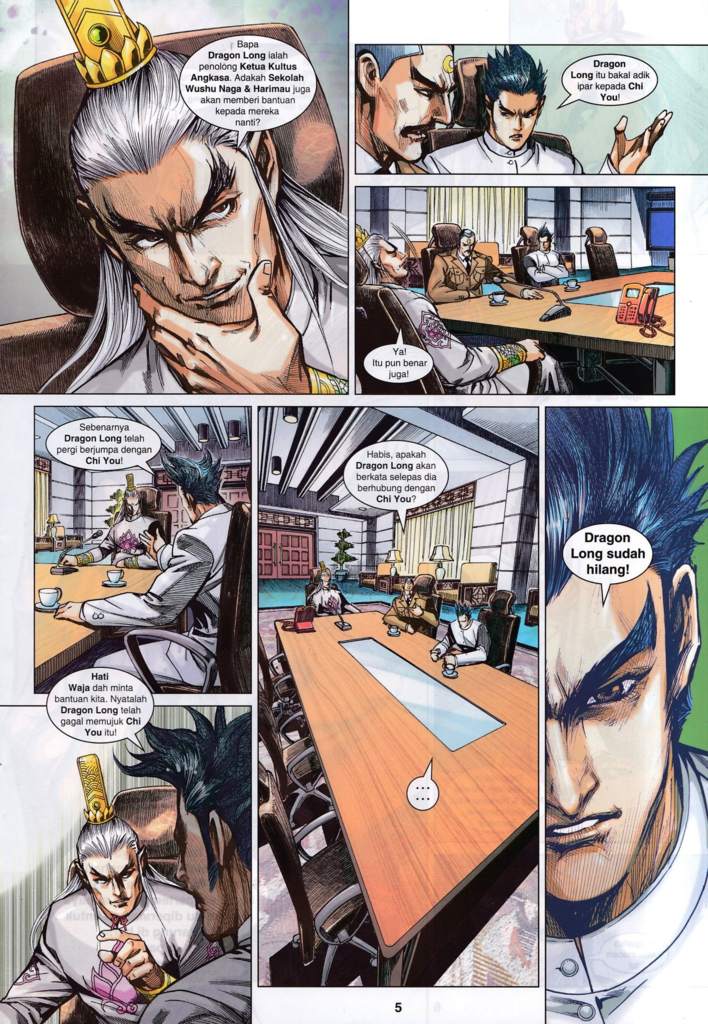 Bapa
Dragon Long ialah
penolong Ketua Kultus
Angkasa. Adakah Sekolah
Wushu Naga & Harimau juga
akan memberi bantuan
kepada mereka
nanti?
Dragon
Long itu bakal adik
ipar kepada Chi
You!
Ya!
Itu pun benar
juga!
Sebenarnya
Dragon Long telah
pergi berjumpa dengan
Chi You!
Hati
Waja dah minta
bantuan kita. Nyatalah
Dragon Long telah
gagal memujuk Chi
You itu!
Habis, apakah
Dragon Long akan
berkata selepas dia
berhubung dengan
Chi You?
...
...
Dragon
Long sudah
hilang!
5